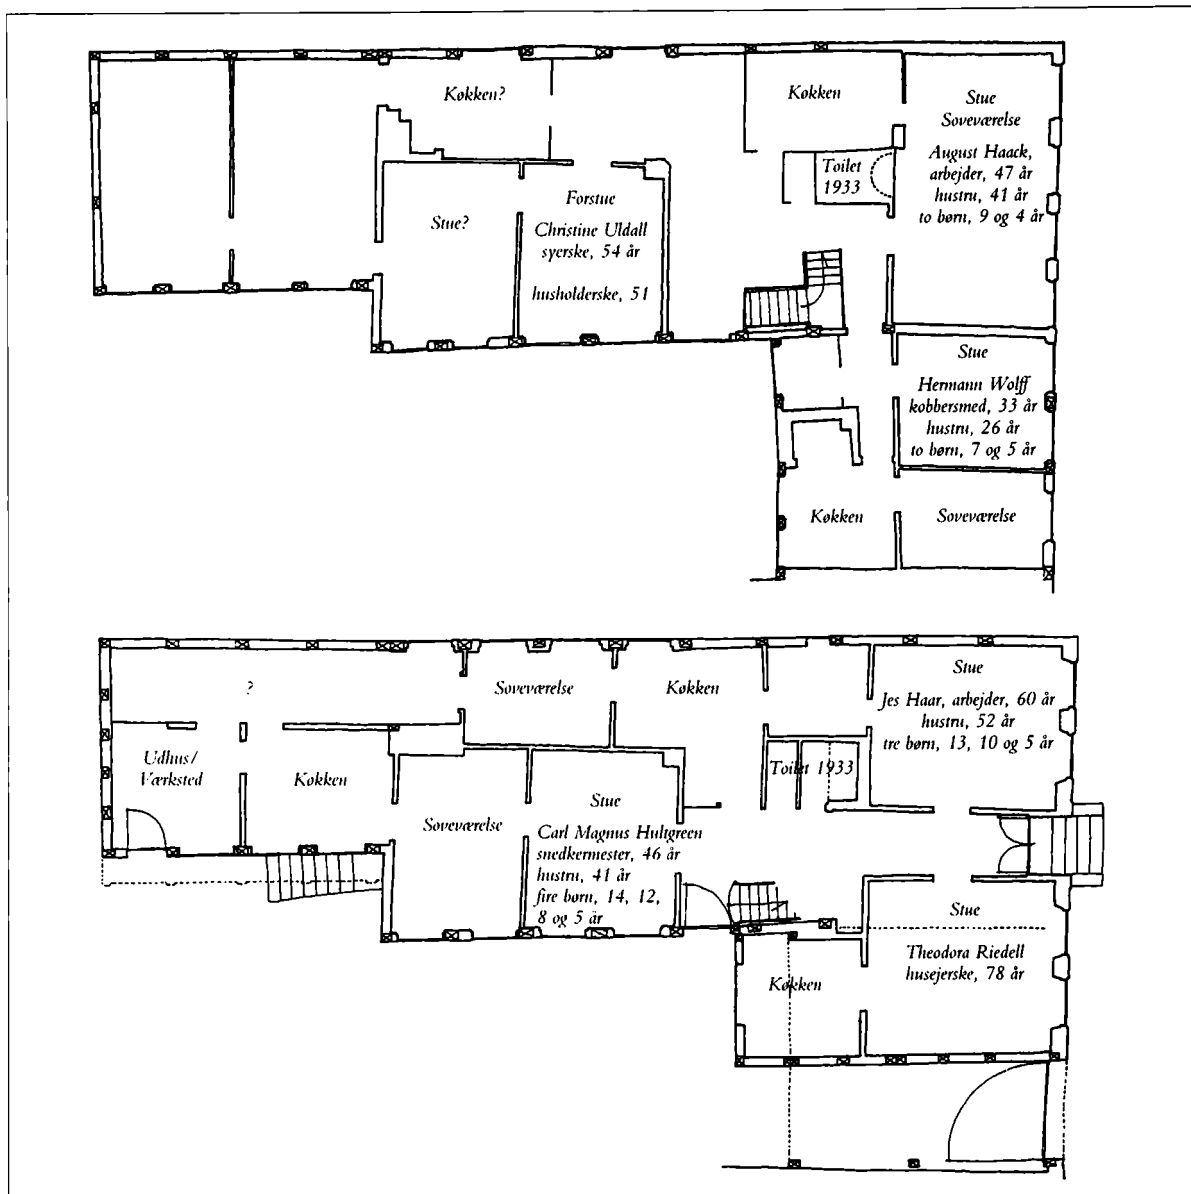 Køkken?
Køkken
Stue
Soveværelse
August Haack,
arbejder, 47 år
hustru, 41 år
to børn, 9 og 4 år
Toilet
1933
Stue?
Forstue
Christine Uldall
syerske, 54 år
husholderske, 51
Stue
Hermann Wolff
kobbersmed, 33 år
hustru, 26 år
to børn, 7 og 5 år
Køkken
Soveværelse
?
Soveværelse
Køkken
Stue
Jes Haar, arbejder, 60 år
hustru, 52 år
tre børn, 13, 10 og 5 år
Udhus/
Værksted
Køkken
Toilet 1933
Soveværelse
Stue
Carl Magnus Hultgreen
snedkermester, 46 år
hustru, 41 år
fire børn, 14, 12,
8 og 5 år
Stue
Theodora Riedell
husejerske, 78 år
Køkken